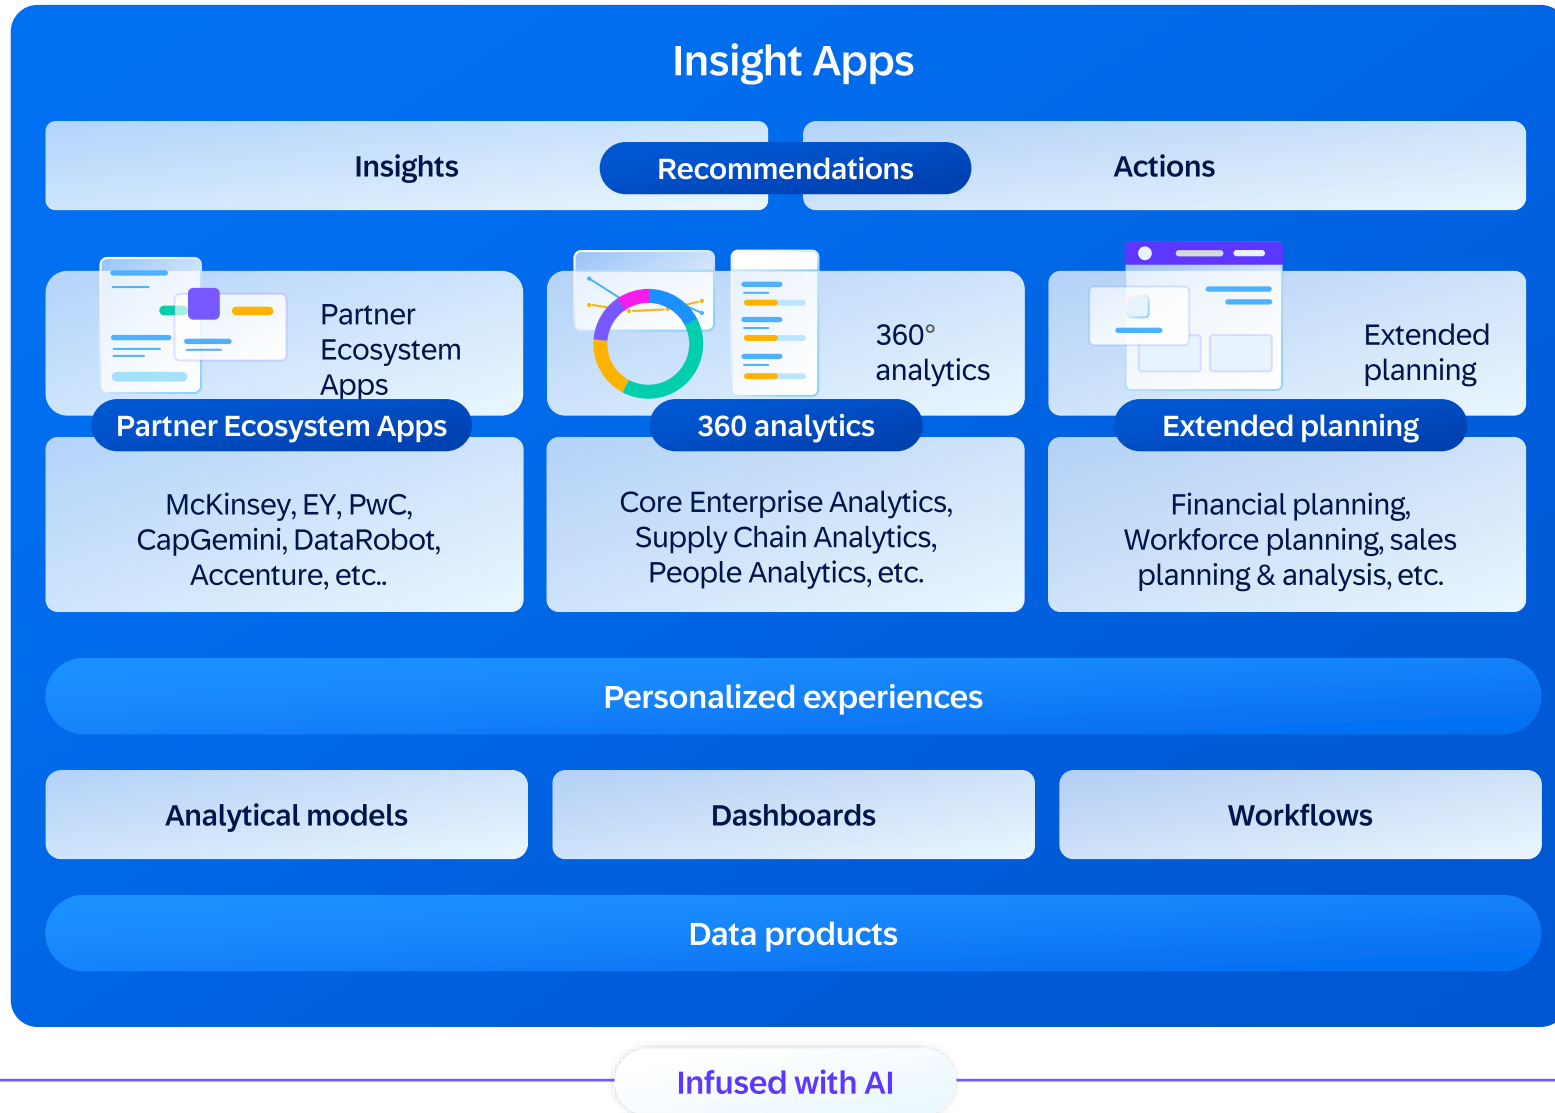 Insight Apps
Insights
Recommendations
Actions
Partner
Ecosystem
Apps
360°
analytics
Extended
planning
Partner Ecosystem Apps
360 analytics
Extended planning
McKinsey, EY, PwC,
CapGemini, DataRobot,
Accenture, etc..
Core Enterprise Analytics,
Supply Chain Analytics,
People Analytics, etc.
Financial planning,
Workforce planning, sales
planning & analysis, etc.
Personalized experiences
Analytical models
Dashboards
Workflows
Data products
Infused with AI